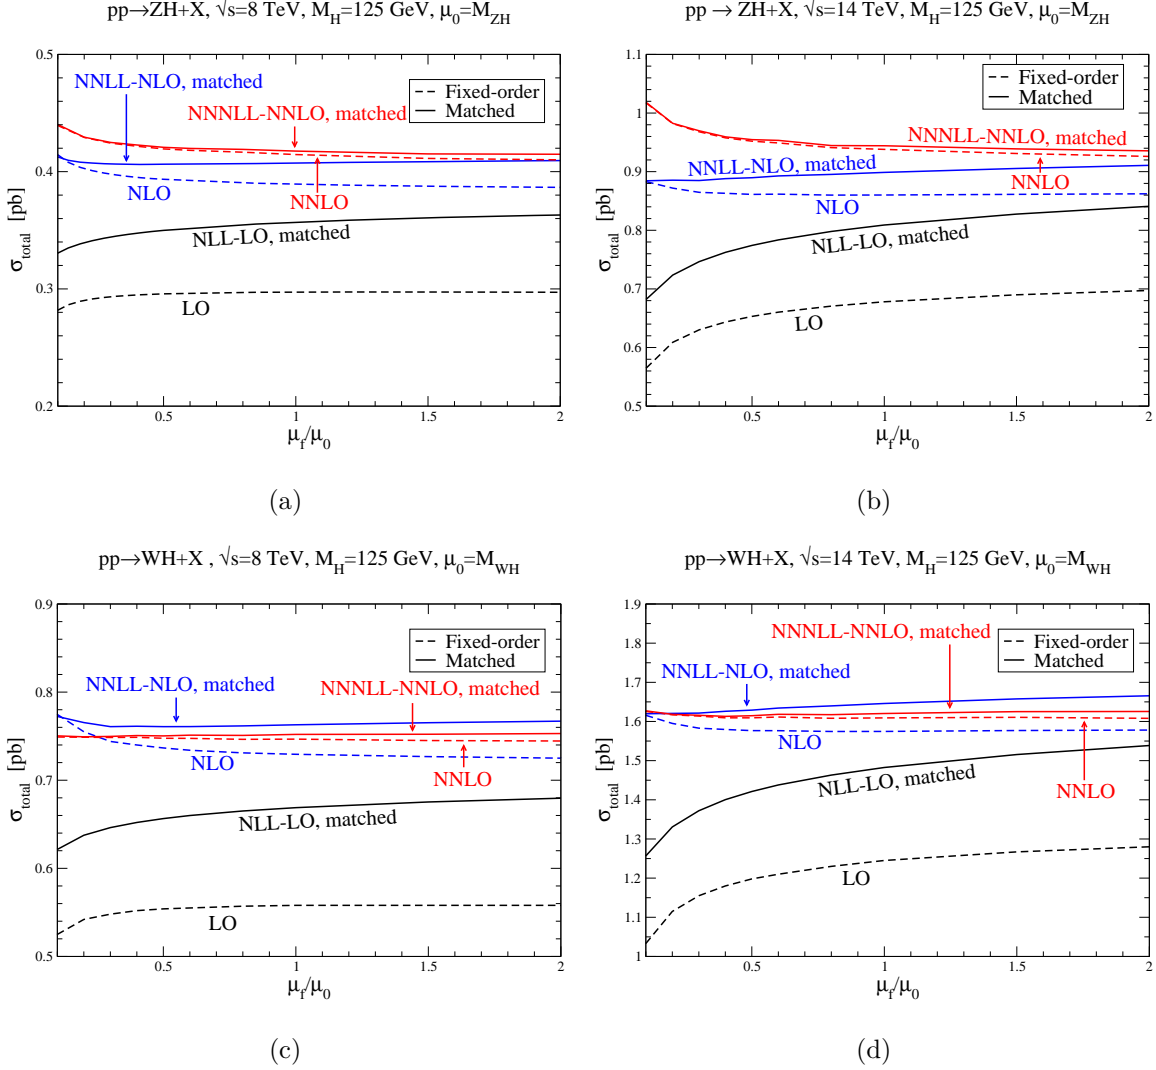 pp→ZH+X, √s=8 TeV, M_H=125 GeV, μ_0=M_ZH
0.5
0.4
0.3
0.2
σ_total [pb]
NNLL-NLO, matched
Fixed-order
Matched
NNNLL-NNLO, matched
NLO
NNLO
NLL-LO, matched
LO
0.5
1
1.5
2
μ_f/μ_0
(a)
pp → ZH+X, √s=14 TeV, M_H=125 GeV, μ_0=M_ZH
1.1
1
0.9
0.8
0.7
0.6
0.5
σ_total [pb]
Fixed-order
Matched
NNNLL-NNLO, matched
NNLL-NLO, matched
NNLO
NLO
NLL-LO, matched
LO
0.5
1
1.5
2
μ_f/μ_0
(b)
pp→WH+X , √s=8 TeV, M_H=125 GeV, μ_0=M_WH
0.9
0.8
0.7
0.6
0.5
σ_total [pb]
Fixed-order
Matched
NNLL-NLO, matched
NNNLL-NNLO, matched
NLO
NNLO
NLL-LO, matched
LO
0.5
1
1.5
2
μ_f/μ_0
(c)
pp→WH+X, √s=14 TeV, M_H=125 GeV, μ_0=M_WH
1.9
1.8
1.7
1.6
1.5
1.4
1.3
1.2
1.1
1
σ_total [pb]
NNNLL-NNLO, matched
Fixed-order
Matched
NNLL-NLO, matched
NLO
NNLO
NLL-LO, matched
LO
0.5
1
1.5
2
μ_f/μ_0
(d)